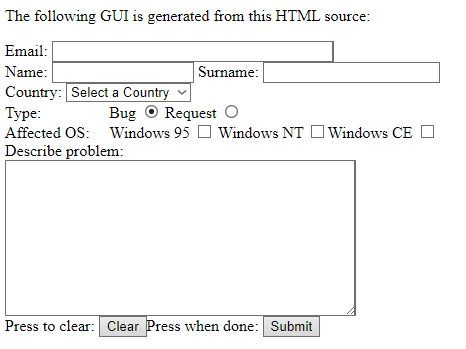 The following GUI is generated from this HTML source:
Email:
Name: Surname:
Country: Select a Country
Type: Bug Request
Affected OS: Windows 95 Windows NT Windows CE
Describe problem:
Press to clear: Clear Press when done: Submit